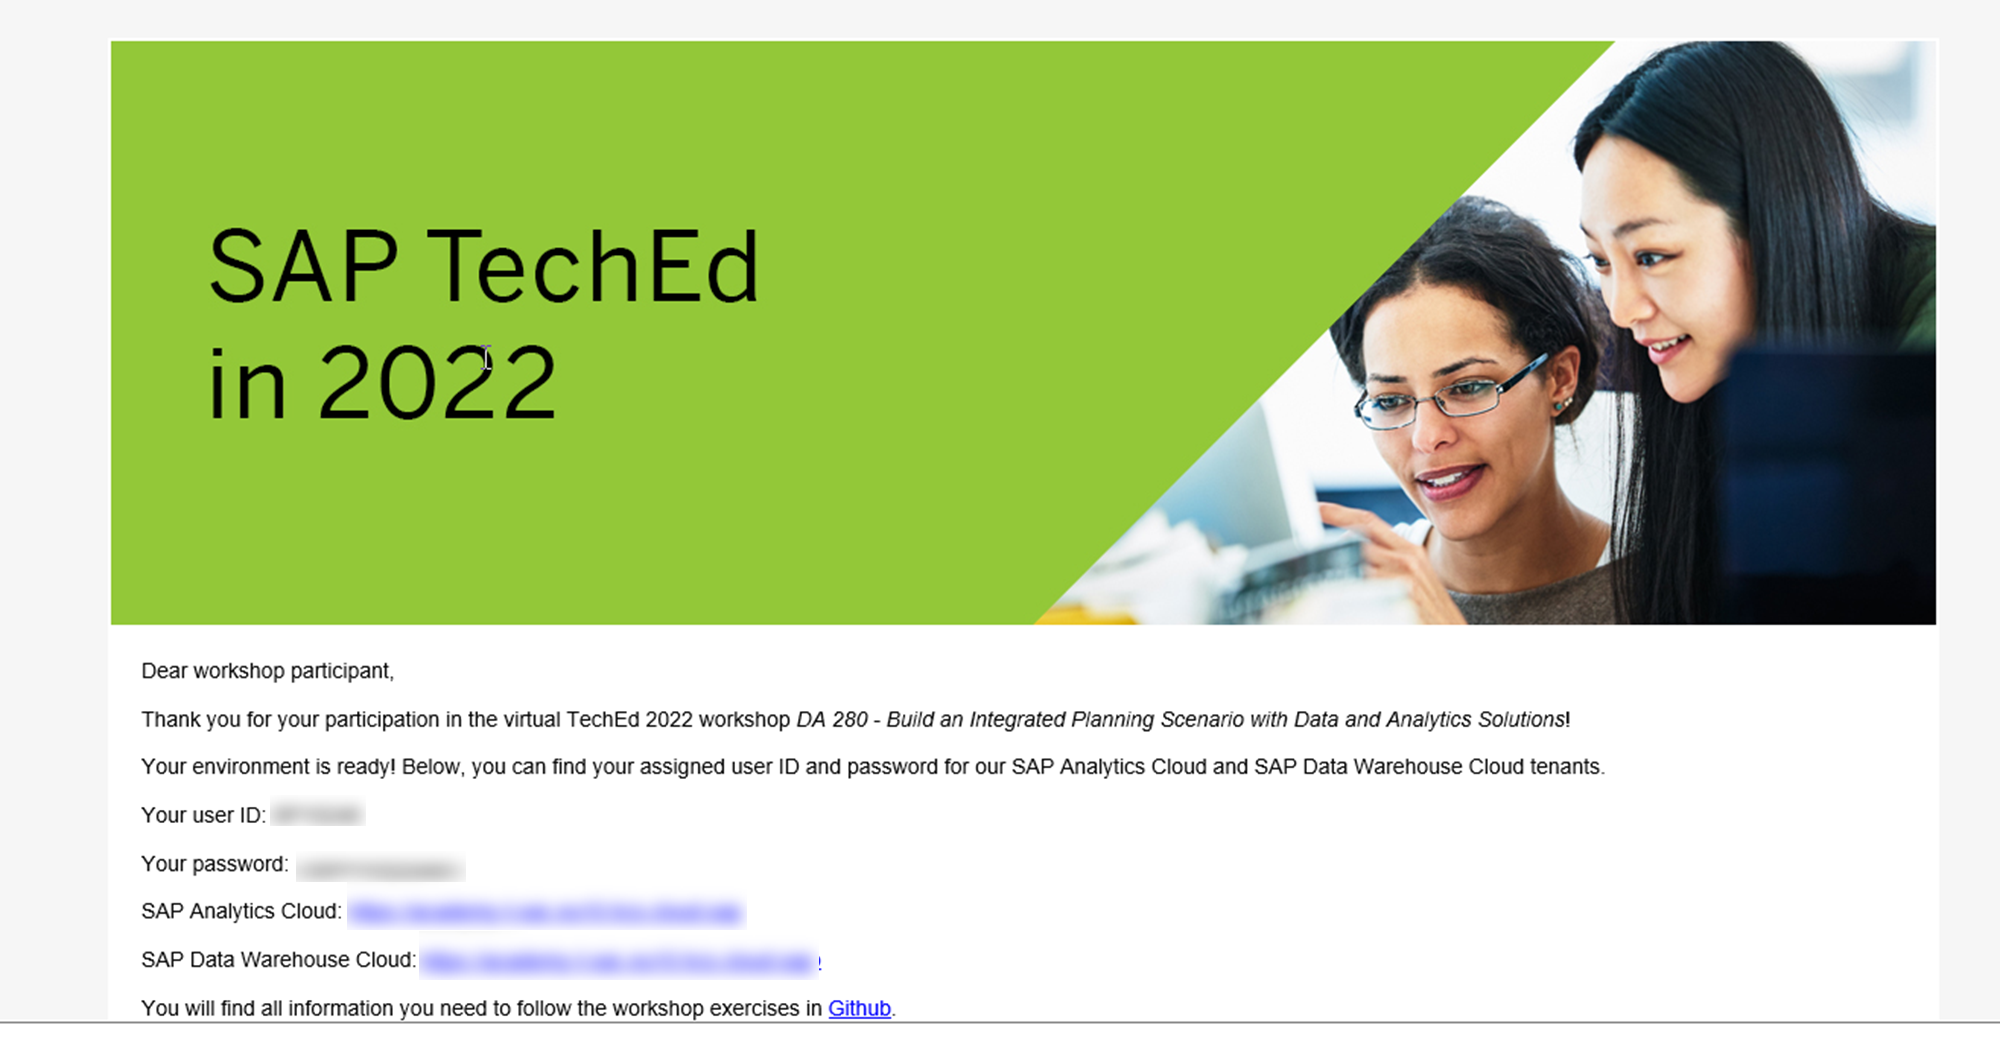 SAP TechEd
in 2022
Dear workshop participant,
Thank you for your participation in the virtual TechEd 2022 workshop DA 280 - Build an Integrated Planning Scenario with Data and Analytics Solutions!
Your environment is ready! Below, you can find your assigned user ID and password for our SAP Analytics Cloud and SAP Data Warehouse Cloud tenants.
Your user ID:
Your password:
SAP Analytics Cloud:
SAP Data Warehouse Cloud:
You will find all information you need to follow the workshop exercises in Github.